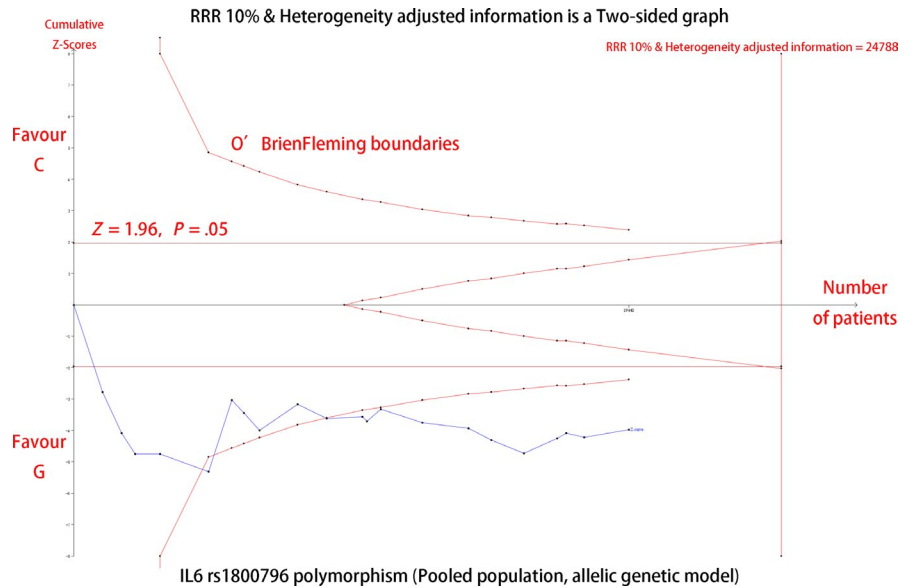 RRR 10% & Heterogeneity adjusted information is a Two-sided graph
Cumulative
Z-Scores
RRR 10% & Heterogeneity adjusted information = 24788
Favour
C
O′ BrienFleming boundaries
Z = 1.96, P = .05
Number
of patients
Favour
G
IL6 rs1800796 polymorphism (Pooled population, allelic genetic model)